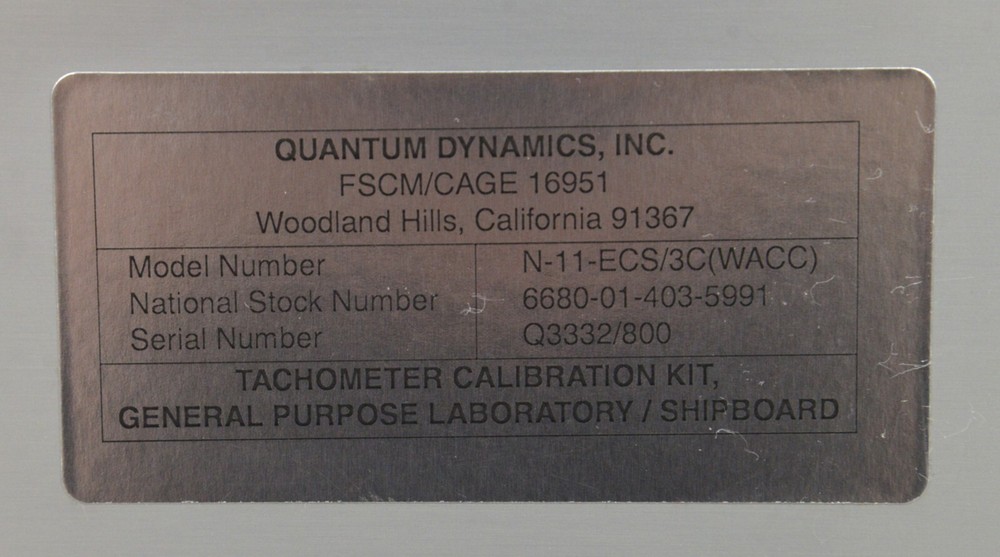 QUANTUM DYNAMICS, INC.
FSCM/CAGE 16951
Woodland Hills, California 91367
Model Number N-11-ECS/3C(WACC)
National Stock Number 6680-01-403-5991
Serial Number Q3332/800
TACHOMETER CALIBRATION KIT,
GENERAL PURPOSE LABORATORY / SHIPBOARD